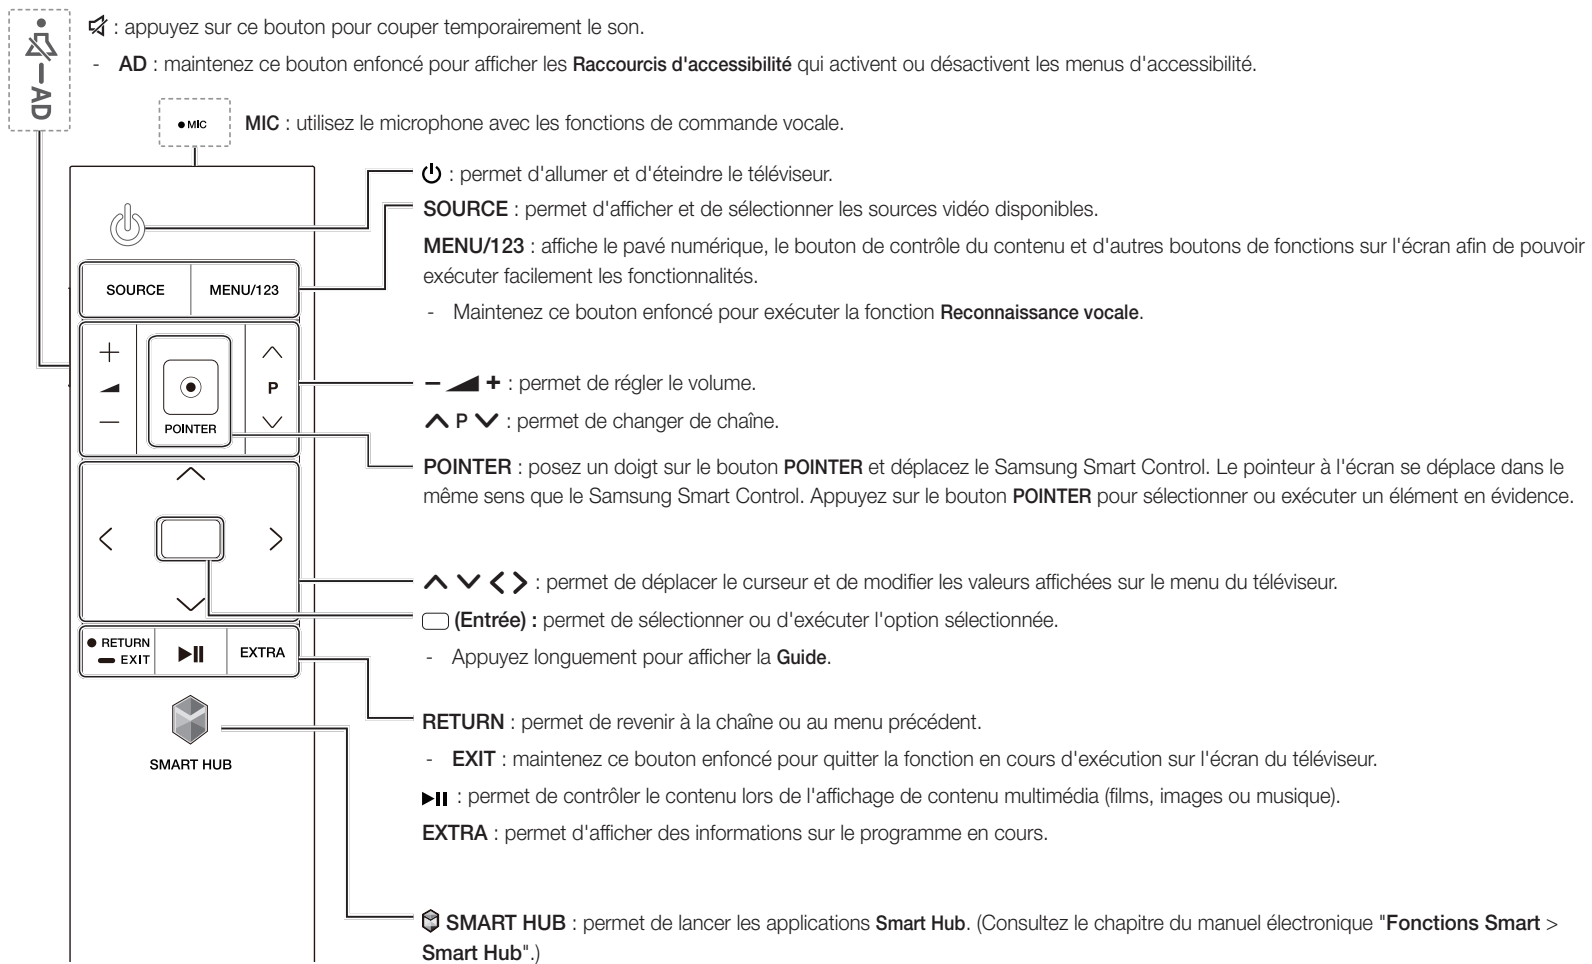 : appuyez sur ce bouton pour couper temporairement le son.
- AD : maintenez ce bouton enfoncé pour afficher les Raccourcis d'accessibilité qui activent ou désactivent les menus d'accessibilité.
AD
MIC
MIC : utilisez le microphone avec les fonctions de commande vocale.
: permet d'allumer et d'éteindre le téléviseur.
SOURCE : permet d'afficher et de sélectionner les sources vidéo disponibles.
MENU/123 : affiche le pavé numérique, le bouton de contrôle du contenu et d'autres boutons de fonctions sur l'écran afin de pouvoir
exécuter facilement les fonctionnalités.
- Maintenez ce bouton enfoncé pour exécuter la fonction Reconnaissance vocale.
SOURCE
MENU/123
+
P
—
POINTER
− + : permet de régler le volume.
P : permet de changer de chaîne.
POINTER : posez un doigt sur le bouton POINTER et déplacez le Samsung Smart Control. Le pointeur à l'écran se déplace dans le
même sens que le Samsung Smart Control. Appuyez sur le bouton POINTER pour sélectionner ou exécuter un élément en évidence.
: permet de déplacer le curseur et de modifier les valeurs affichées sur le menu du téléviseur.
(Entrée) : permet de sélectionner ou d'exécuter l'option sélectionnée.
- Appuyez longuement pour afficher la Guide.
RETURN
EXIT
EXTRA
RETURN : permet de revenir à la chaîne ou au menu précédent.
- EXIT : maintenez ce bouton enfoncé pour quitter la fonction en cours d'exécution sur l'écran du téléviseur.
: permet de contrôler le contenu lors de l'affichage de contenu multimédia (films, images ou musique).
EXTRA : permet d'afficher des informations sur le programme en cours.
SMART HUB
SMART HUB : permet de lancer les applications Smart Hub. (Consultez le chapitre du manuel électronique "Fonctions Smart >
Smart Hub".)